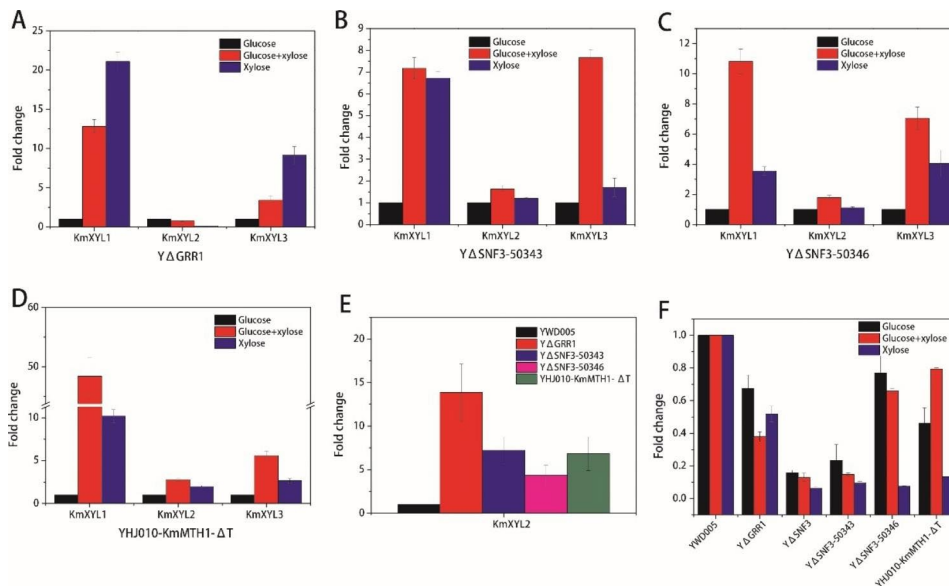 A
25
20
15
10
5
0
Fold change
Glucose
Glucose+xylose
Xylose
KmXYL1
KmXYL2
KmXYL3
YΔGRR1
B
8
7
6
5
4
3
2
1
0
Fold change
Glucose
Glucose+xylose
Xylose
KmXYL1
KmXYL2
KmXYL3
YΔSNF3-50343
C
12
10
8
6
4
2
0
Fold change
Glucose
Glucose+xylose
Xylose
KmXYL1
KmXYL2
KmXYL3
YΔSNF3-50346
D
60
50
10
5
0
Fold change
Glucose
Glucose+xylose
Xylose
KmXYL1
KmXYL2
KmXYL3
YHJ010-KmMTH1-ΔT
E
15
10
5
0
Fold change
YWD005
YΔGRR1
YΔSNF3-50343
YΔSNF3-50346
YHJ010-KmMTH1-ΔT
KmXYL2
F
1.0
0.8
0.6
0.4
0.2
0.0
Fold change
Glucose
Glucose+xylose
Xylose
YWD005
YΔGRR1
YΔSNF3
YΔSNF3-50343
YΔSNF3-50346
YHJ010-KmMTH1-ΔT